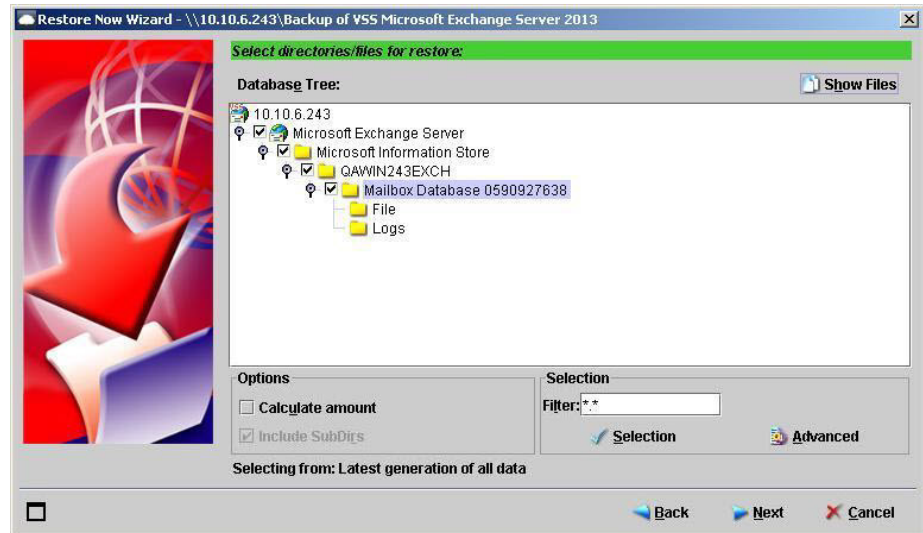 Restore Now Wizard - \\10.10.6.243\Backup of VSS Microsoft Exchange Server 2013
Select directories/files for restore:
Database Tree:
Show Files
VSS
10.10.6.243
Microsoft Exchange Server
Microsoft Information Store
QAWIN243EXCH
Mailbox Database 0590927638
File
Logs
Options
Selection
Calculate amount
Filter: *.*
Include SubDirs
Selection
Advanced
Selecting from: Latest generation of all data
Back
Next
Cancel